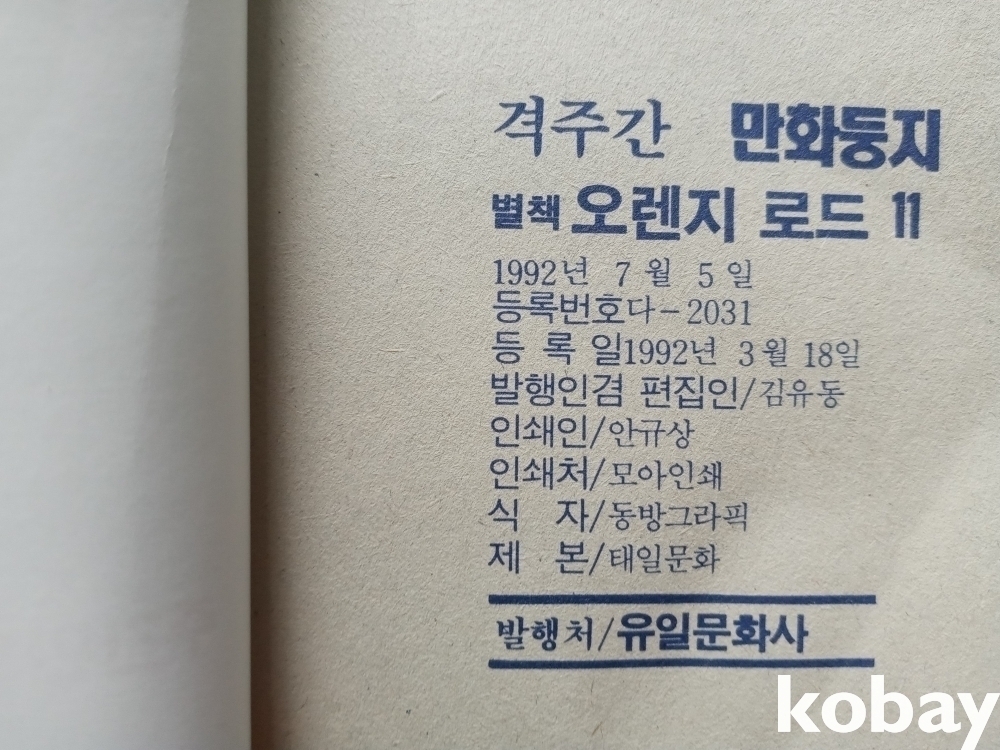 격주간 만화둥지
별책 오렌지 로드 11
1992년 7월 5일
등록번호다-2031
등 록 일1992년 3월 18일
발행인겸 편집인/김유동
인쇄인/안규상
인쇄처/모아인쇄
식 자/동방그라픽
제 본/태일문화
발행처/유일문화사
kobay